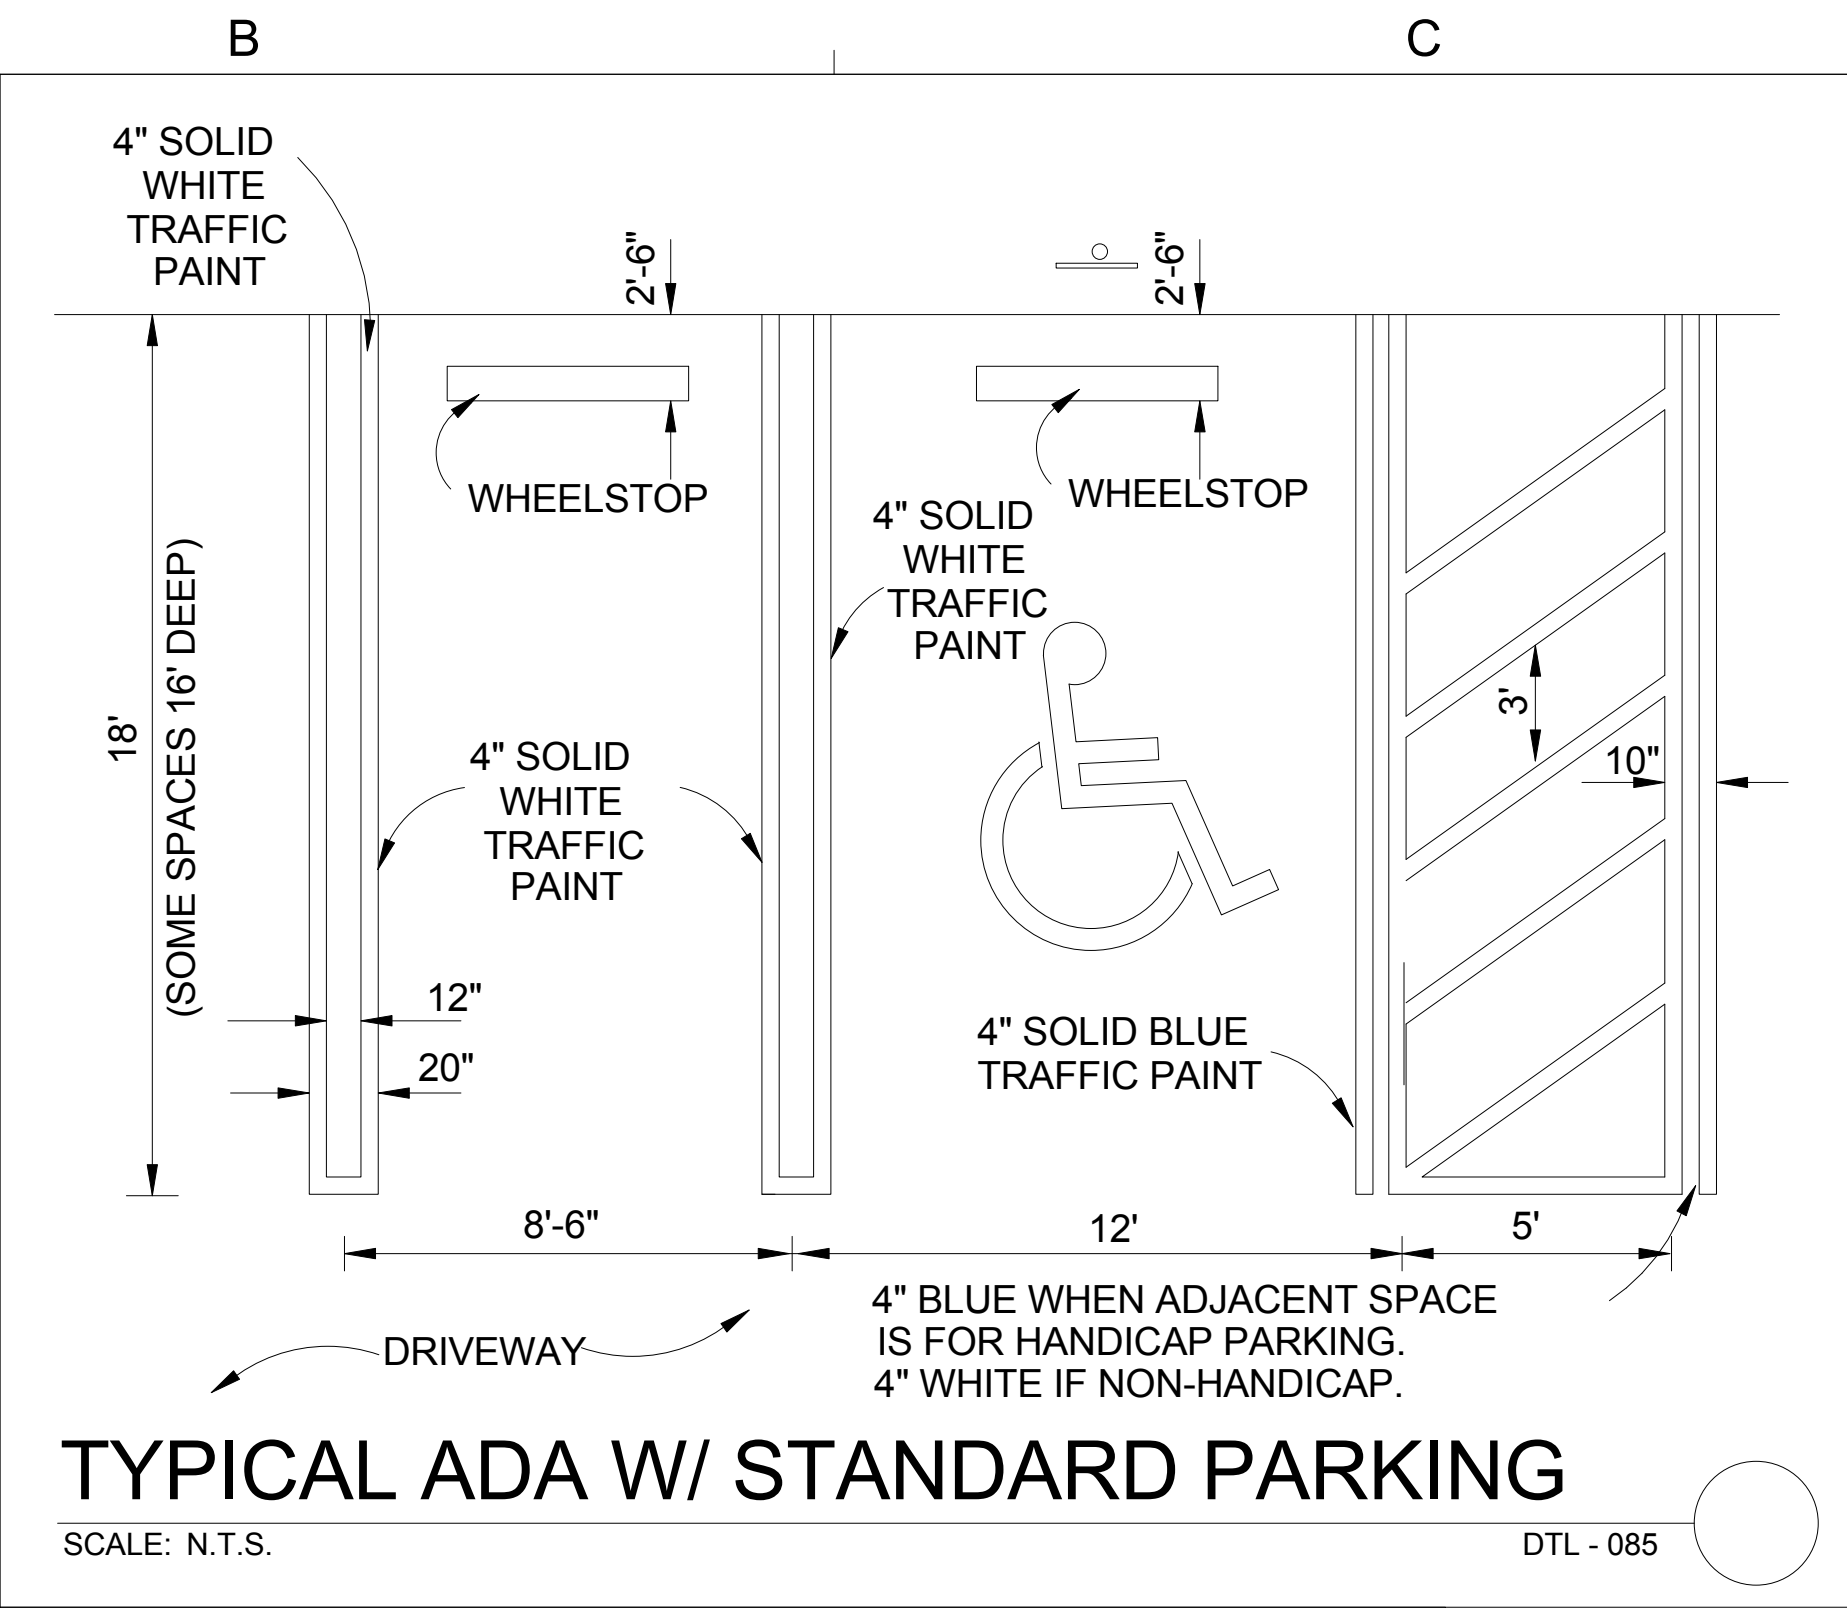 B
C
4" SOLID
WHITE
TRAFFIC
PAINT
2'-6"
2'-6"
WHEELSTOP
WHEELSTOP
4" SOLID
WHITE
TRAFFIC
PAINT
18'
(SOME SPACES 16' DEEP)
3'
10"
4" SOLID
WHITE
TRAFFIC
PAINT
12"
20"
4" SOLID BLUE
TRAFFIC PAINT
8'-6"
12'
5'
DRIVEWAY
4" BLUE WHEN ADJACENT SPACE
IS FOR HANDICAP PARKING.
4" WHITE IF NON-HANDICAP.
TYPICAL ADA W/ STANDARD PARKING
SCALE: N.T.S.
DTL - 085